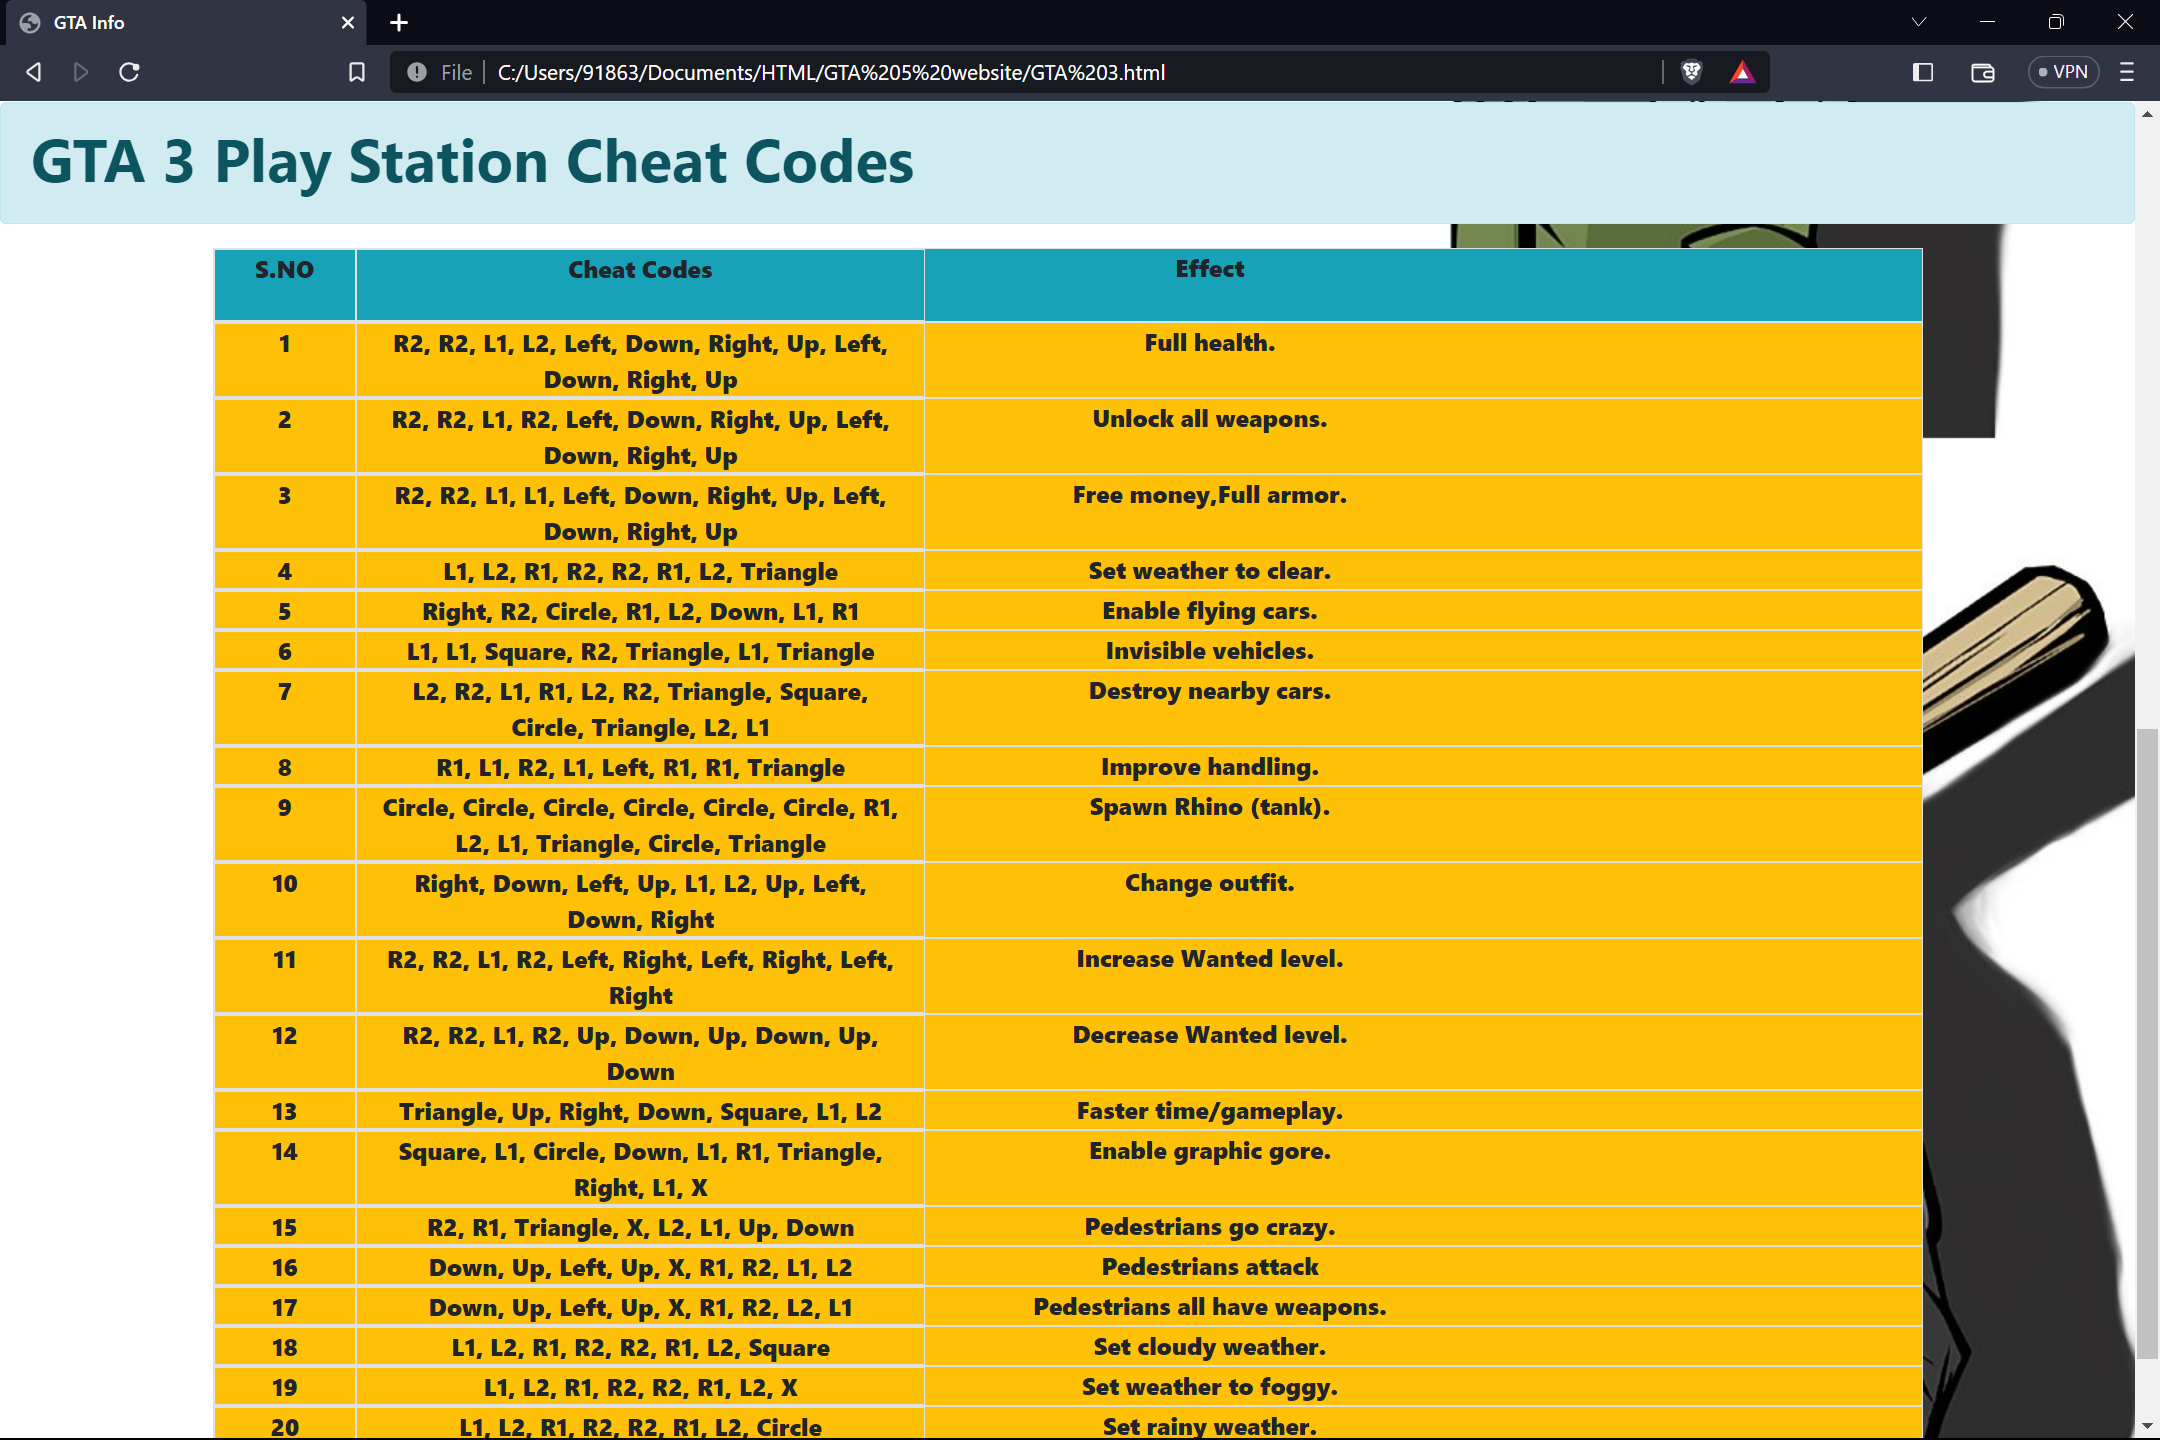 GTA Info
File C:/Users/91863/Documents/HTML/GTA%205%20website/GTA%203.html
VPN
GTA 3 Play Station Cheat Codes
S.NO Cheat Codes Effect
1 R2, R2, L1, L2, Left, Down, Right, Up, Left, Full health.
Down, Right, Up
2 R2, R2, L1, R2, Left, Down, Right, Up, Left, Unlock all weapons.
Down, Right, Up
3 R2, R2, L1, L1, Left, Down, Right, Up, Left, Free money,Full armor.
Down, Right, Up
4 L1, L2, R1, R2, R2, R1, L2, Triangle Set weather to clear.
5 Right, R2, Circle, R1, L2, Down, L1, R1 Enable flying cars.
6 L1, L1, Square, R2, Triangle, L1, Triangle Invisible vehicles.
7 L2, R2, L1, R1, L2, R2, Triangle, Square, Destroy nearby cars.
Circle, Triangle, L2, L1
8 R1, L1, R2, L1, Left, R1, R1, Triangle Improve handling.
9 Circle, Circle, Circle, Circle, Circle, Circle, R1, Spawn Rhino (tank).
L2, L1, Triangle, Circle, Triangle
10 Right, Down, Left, Up, L1, L2, Up, Left, Change outfit.
Down, Right
11 R2, R2, L1, R2, Left, Right, Left, Right, Left, Increase Wanted level.
Right
12 R2, R2, L1, R2, Up, Down, Up, Down, Up, Decrease Wanted level.
Down
13 Triangle, Up, Right, Down, Square, L1, L2 Faster time/gameplay.
14 Square, L1, Circle, Down, L1, R1, Triangle, Enable graphic gore.
Right, L1, X
15 R2, R1, Triangle, X, L2, L1, Up, Down Pedestrians go crazy.
16 Down, Up, Left, Up, X, R1, R2, L1, L2 Pedestrians attack
17 Down, Up, Left, Up, X, R1, R2, L2, L1 Pedestrians all have weapons.
18 L1, L2, R1, R2, R2, R1, L2, Square Set cloudy weather.
19 L1, L2, R1, R2, R2, R1, L2, X Set weather to foggy.
20 L1, L2, R1, R2, R2, R1, L2, Circle Set rainy weather.